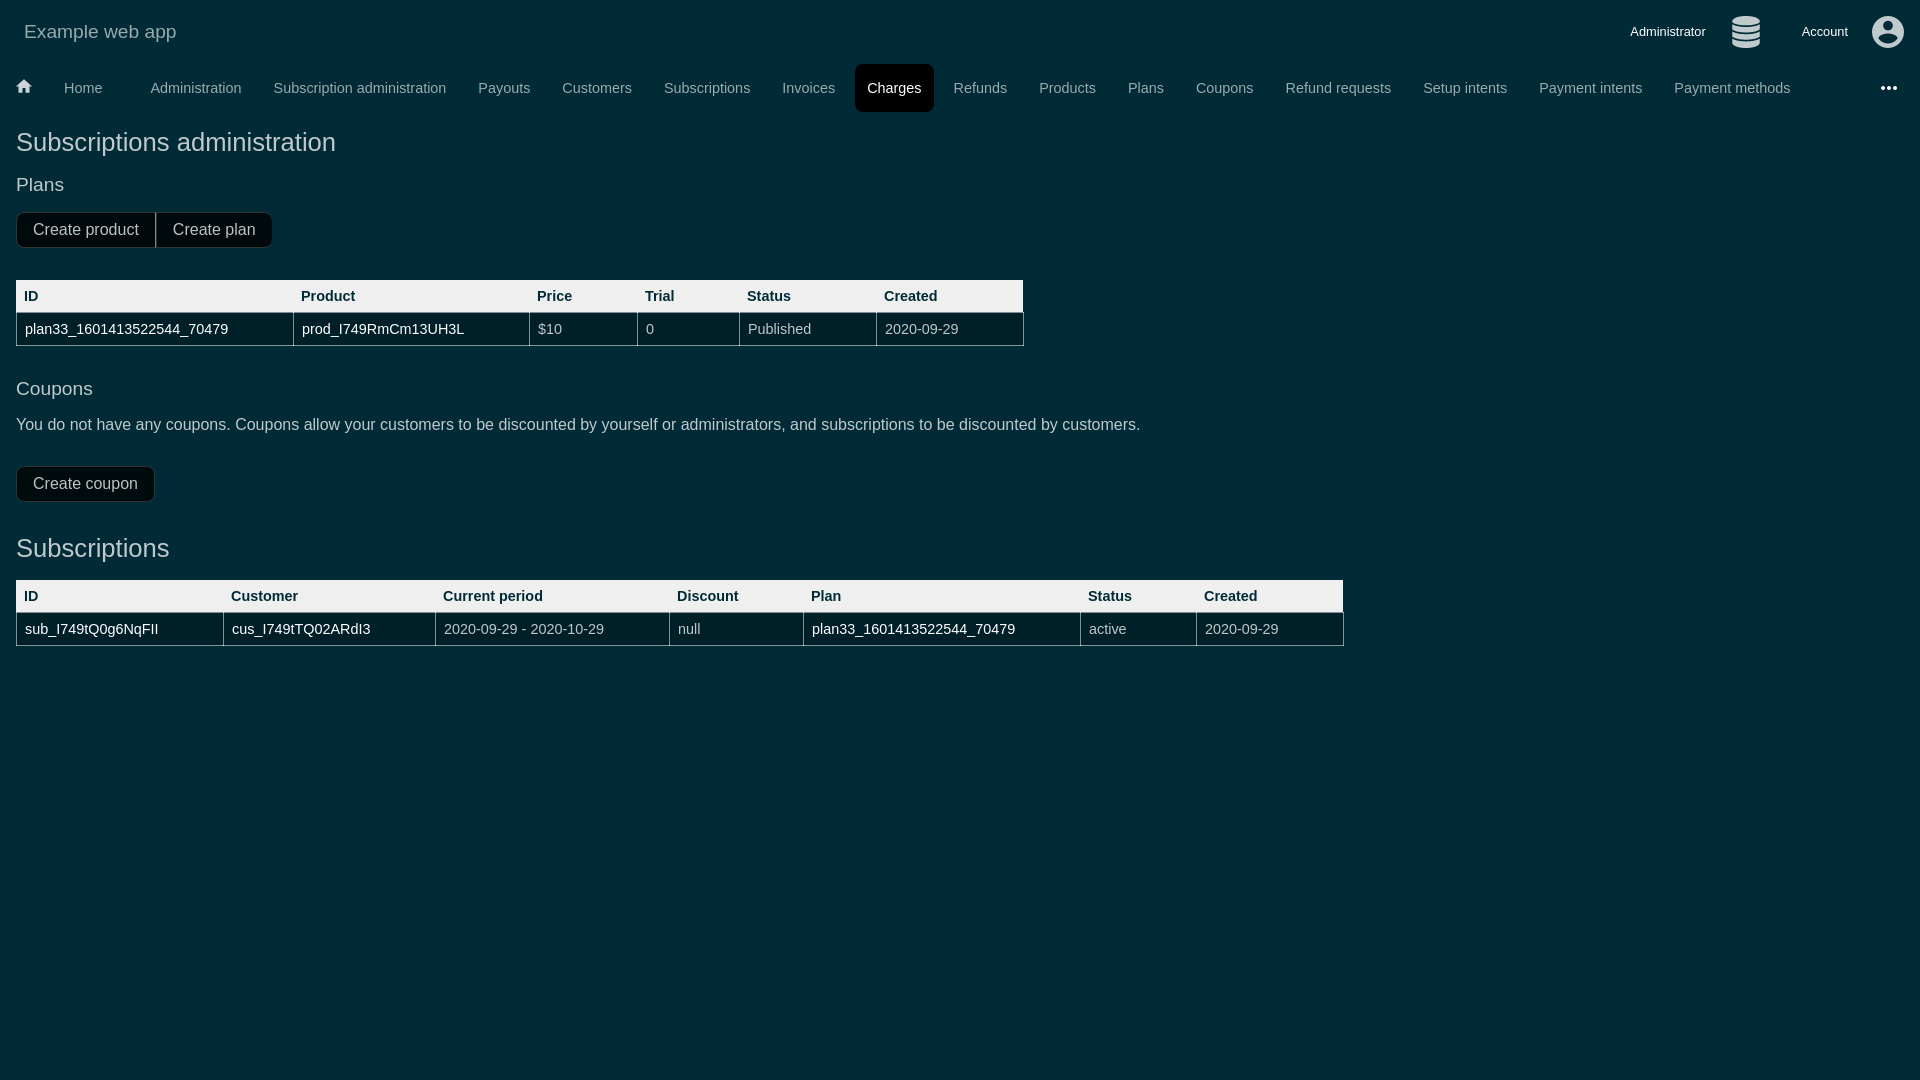 Example web app
Administrator
Account
Home Administration Subscription administration Payouts Customers Subscriptions Invoices Charges Refunds Products Plans Coupons Refund requests Setup intents Payment intents Payment methods
Subscriptions administration
Plans
Create product Create plan
ID Product Price Trial Status Created
plan33_1601413522544_70479 prod_I749RmCm13UH3L $10 0 Published 2020-09-29
Coupons
You do not have any coupons. Coupons allow your customers to be discounted by yourself or administrators, and subscriptions to be discounted by customers.
Create coupon
Subscriptions
ID Customer Current period Discount Plan Status Created
sub_I749tQ0g6NqFII cus_I749tTQ02ARdI3 2020-09-29 - 2020-10-29 null plan33_1601413522544_70479 active 2020-09-29